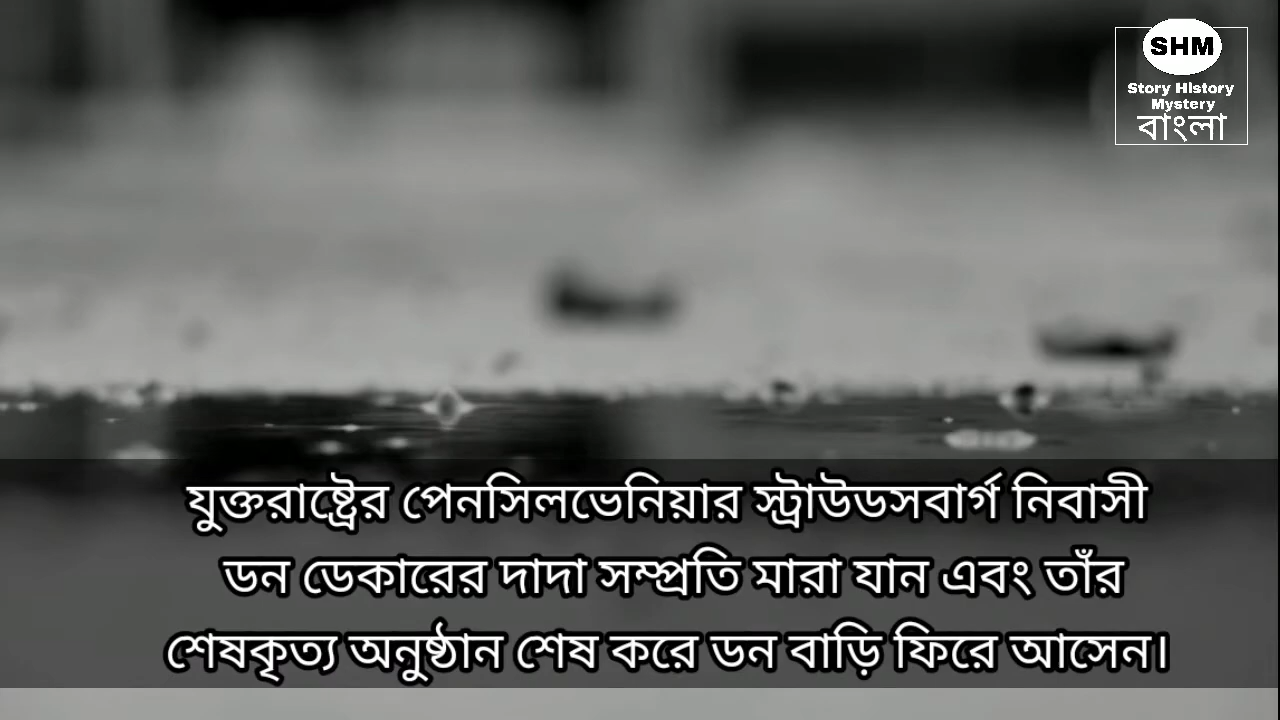 SHM
Story History
Mystery
বাংলা
যুক্তরাষ্ট্রের পেনসিলভেনিয়ার স্ট্রাউডসবার্গ নিবাসী
ডন ডেকারের দাদা সম্প্রতি মারা যান এবং তাঁর
শেষকৃত্য অনুষ্ঠান শেষ করে ডন বাড়ি ফিরে আসেন।